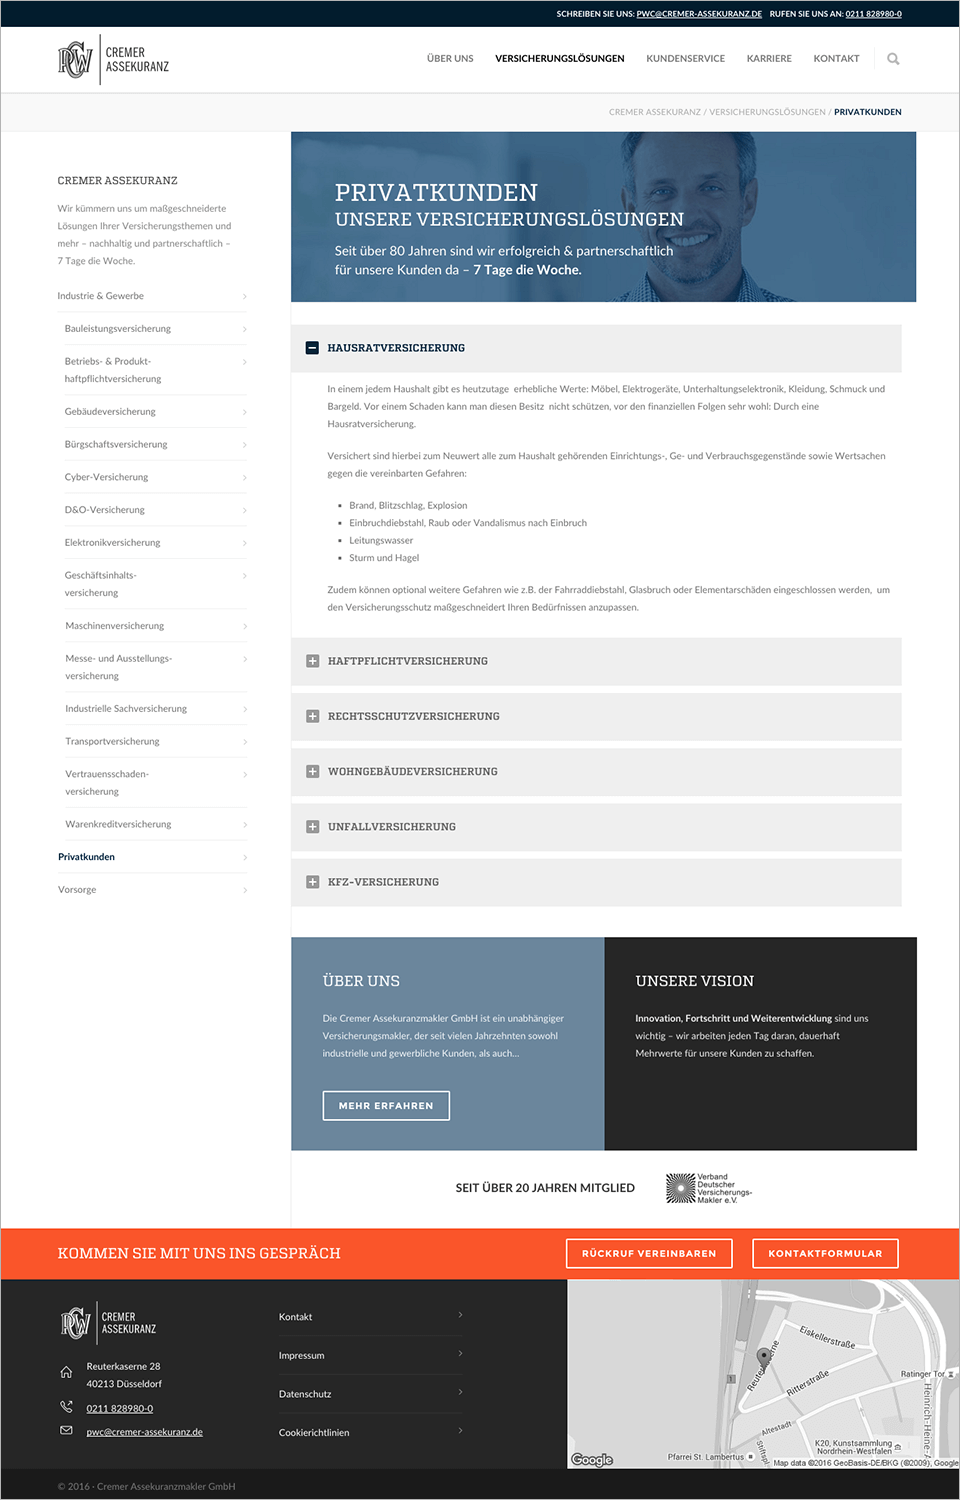 SCHREIBEN SIE UNS: PWC@CREMER-ASSEKURANZ.DE RUFEN SIE UNS AN: 0211 828980-0
PCW CREMER
ASSEKURANZ
ÜBER UNS VERSICHERUNGSLÖSUNGEN KUNDENSERVICE KARRIERE KONTAKT
CREMER ASSEKURANZ / VERSICHERUNGSLÖSUNGEN / PRIVATKUNDEN
CREMER ASSEKURANZ
Wir kümmern uns um maßgeschneiderte
Lösungen Ihrer Versicherungsthemen und
mehr – nachhaltig und partnerschaftlich –
7 Tage die Woche.
Industrie & Gewerbe
Bauleistungsversicherung
Betriebs- & Produkt-
haftpflichtversicherung
Gebäudeversicherung
Bürgschaftsversicherung
Cyber-Versicherung
D&O-Versicherung
Elektronikversicherung
Geschäftsinhalts-
versicherung
Maschinenversicherung
Messe- und Ausstellungs-
versicherung
Industrielle Sachversicherung
Transportversicherung
Vertrauensschaden-
versicherung
Warenkreditversicherung
Privatkunden
Vorsorge
PRIVATKUNDEN
UNSERE VERSICHERUNGSLÖSUNGEN
Seit über 80 Jahren sind wir erfolgreich & partnerschaftlich
für unsere Kunden da – 7 Tage die Woche.
HAUSRATVERSICHERUNG
In einem jedem Haushalt gibt es heutzutage erhebliche Werte: Möbel, Elektrogeräte, Unterhaltungselektronik, Kleidung, Schmuck und
Bargeld. Vor einem Schaden kann man diesen Besitz nicht schützen, vor den finanziellen Folgen sehr wohl: Durch eine
Hausratversicherung.
Versichert sind hierbei zum Neuwert alle zum Haushalt gehörenden Einrichtungs-, Ge- und Verbrauchsgegenstände sowie Wertsachen
gegen die vereinbarten Gefahren:
• Brand, Blitzschlag, Explosion
• Einbruchdiebstahl, Raub oder Vandalismus nach Einbruch
• Leitungswasser
• Sturm und Hagel
Zudem können optional weitere Gefahren wie z.B. der Fahrraddiebstahl, Glasbruch oder Elementarschäden eingeschlossen werden, um
den Versicherungsschutz maßgeschneidert Ihren Bedürfnissen anzupassen.
HAFTPFLICHTVERSICHERUNG
RECHTSSCHUTZVERSICHERUNG
WOHNGEBÄUDEVERSICHERUNG
UNFALLVERSICHERUNG
KFZ-VERSICHERUNG
ÜBER UNS
Die Cremer Assekuranzmakler GmbH ist ein unabhängiger
Versicherungsmakler, der seit vielen Jahrzehnten sowohl
industrielle und gewerbliche Kunden, als auch...
MEHR ERFAHREN
UNSERE VISION
Innovation, Fortschritt und Weiterentwicklung sind uns
wichtig – wir arbeiten jeden Tag daran, dauerhaft
Mehrwerte für unsere Kunden zu schaffen.
SEIT ÜBER 20 JAHREN MITGLIED
Verband
Deutscher
Versicherungs-
Makler e.V.
KOMMEN SIE MIT UNS INS GESPRÄCH
RÜCKRUF VEREINBAREN
KONTAKTFORMULAR
PCW CREMER
ASSEKURANZ
Reuterkaserne 28
40213 Düsseldorf
0211 828980-0
pwc@cremer-assekuranz.de
Kontakt
Impressum
Datenschutz
Cookierichtlinien
Eiskellerstraße
Reuterkaserne
Ritterstraße
Ratinger Tor
Heinrich-Heine-A
Altestadt
Stiftspl
K20, Kunstsammlung
Nordrhein-Westfalen
Pfarrei St. Lambertus
Google
Map data ©2016 GeoBasis-DE/BKG (©2009), Google
© 2016 - Cremer Assekuranzmakler GmbH